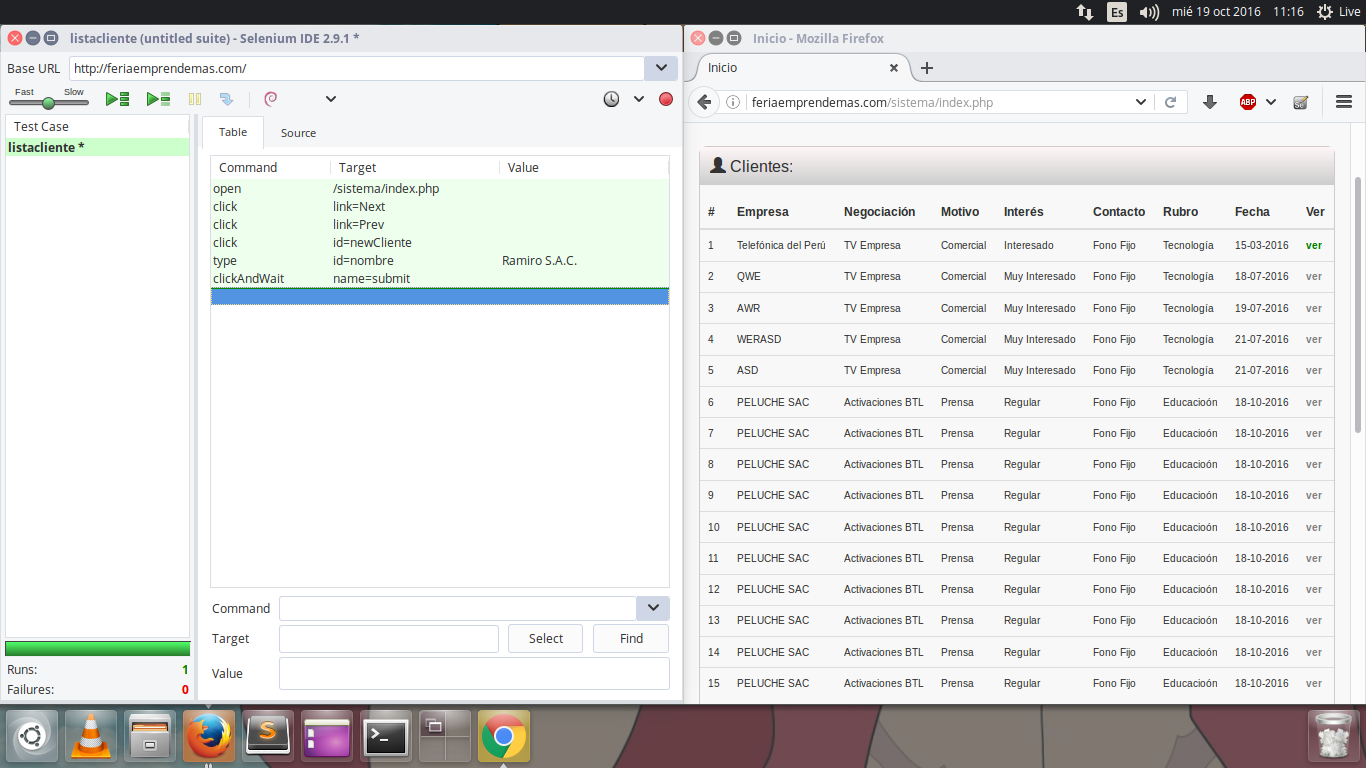 Es mié 19 oct 2016 11:16 Live
listacliente (untitled suite) - Selenium IDE 2.9.1 *
Base URL http://feriaemprendemas.com/
Fast Slow
Test Case
listacliente *
Runs: 1
Failures: 0
Table Source
Command Target Value
open /sistema/index.php
click link=Next
click link=Prev
click id=newCliente
type id=nombre Ramiro S.A.C.
clickAndWait name=submit
Command
Target Select Find
Value
Inicio - Mozilla Firefox
Inicio
feriaemprendemas.com/sistema/index.php ABP
Clientes:
# Empresa Negociación Motivo Interés Contacto Rubro Fecha Ver
1 Telefónica del Perú TV Empresa Comercial Interesado Fono Fijo Tecnología 15-03-2016 ver
2 QWE TV Empresa Comercial Muy Interesado Fono Fijo Tecnología 18-07-2016 ver
3 AWR TV Empresa Comercial Muy Interesado Fono Fijo Tecnología 19-07-2016 ver
4 WERASD TV Empresa Comercial Muy Interesado Fono Fijo Tecnología 21-07-2016 ver
5 ASD TV Empresa Comercial Muy Interesado Fono Fijo Tecnología 21-07-2016 ver
6 PELUCHE SAC Activaciones BTL Prensa Regular Fono Fijo Educacioón 18-10-2016 ver
7 PELUCHE SAC Activaciones BTL Prensa Regular Fono Fijo Educacioón 18-10-2016 ver
8 PELUCHE SAC Activaciones BTL Prensa Regular Fono Fijo Educacioón 18-10-2016 ver
9 PELUCHE SAC Activaciones BTL Prensa Regular Fono Fijo Educacioón 18-10-2016 ver
10 PELUCHE SAC Activaciones BTL Prensa Regular Fono Fijo Educacioón 18-10-2016 ver
11 PELUCHE SAC Activaciones BTL Prensa Regular Fono Fijo Educacioón 18-10-2016 ver
12 PELUCHE SAC Activaciones BTL Prensa Regular Fono Fijo Educacioón 18-10-2016 ver
13 PELUCHE SAC Activaciones BTL Prensa Regular Fono Fijo Educacioón 18-10-2016 ver
14 PELUCHE SAC Activaciones BTL Prensa Regular Fono Fijo Educacioón 18-10-2016 ver
15 PELUCHE SAC Activaciones BTL Prensa Regular Fono Fijo Educacioón 18-10-2016 ver